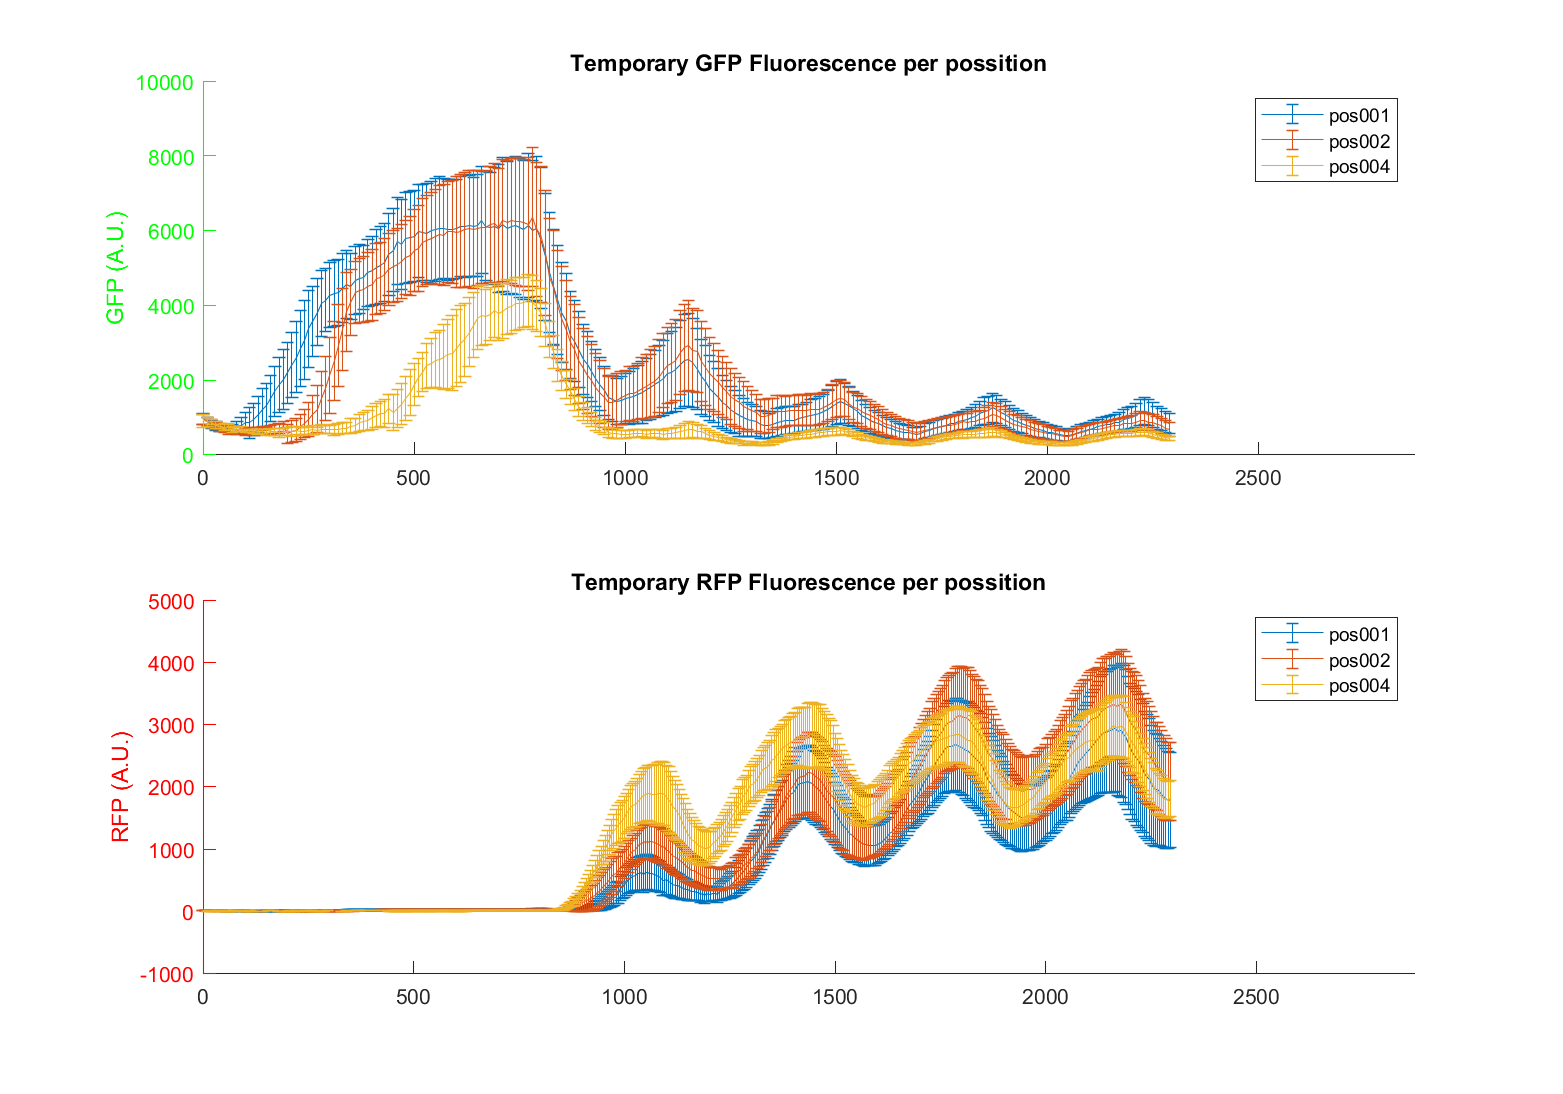 Temporary GFP Fluorescence per possition
10000
8000
6000
4000
2000
0
GFP (A.U.)
0 500 1000 1500 2000 2500
pos001
pos002
pos004
Temporary RFP Fluorescence per possition
5000
4000
3000
2000
1000
0
-1000
RFP (A.U.)
0 500 1000 1500 2000 2500
pos001
pos002
pos004